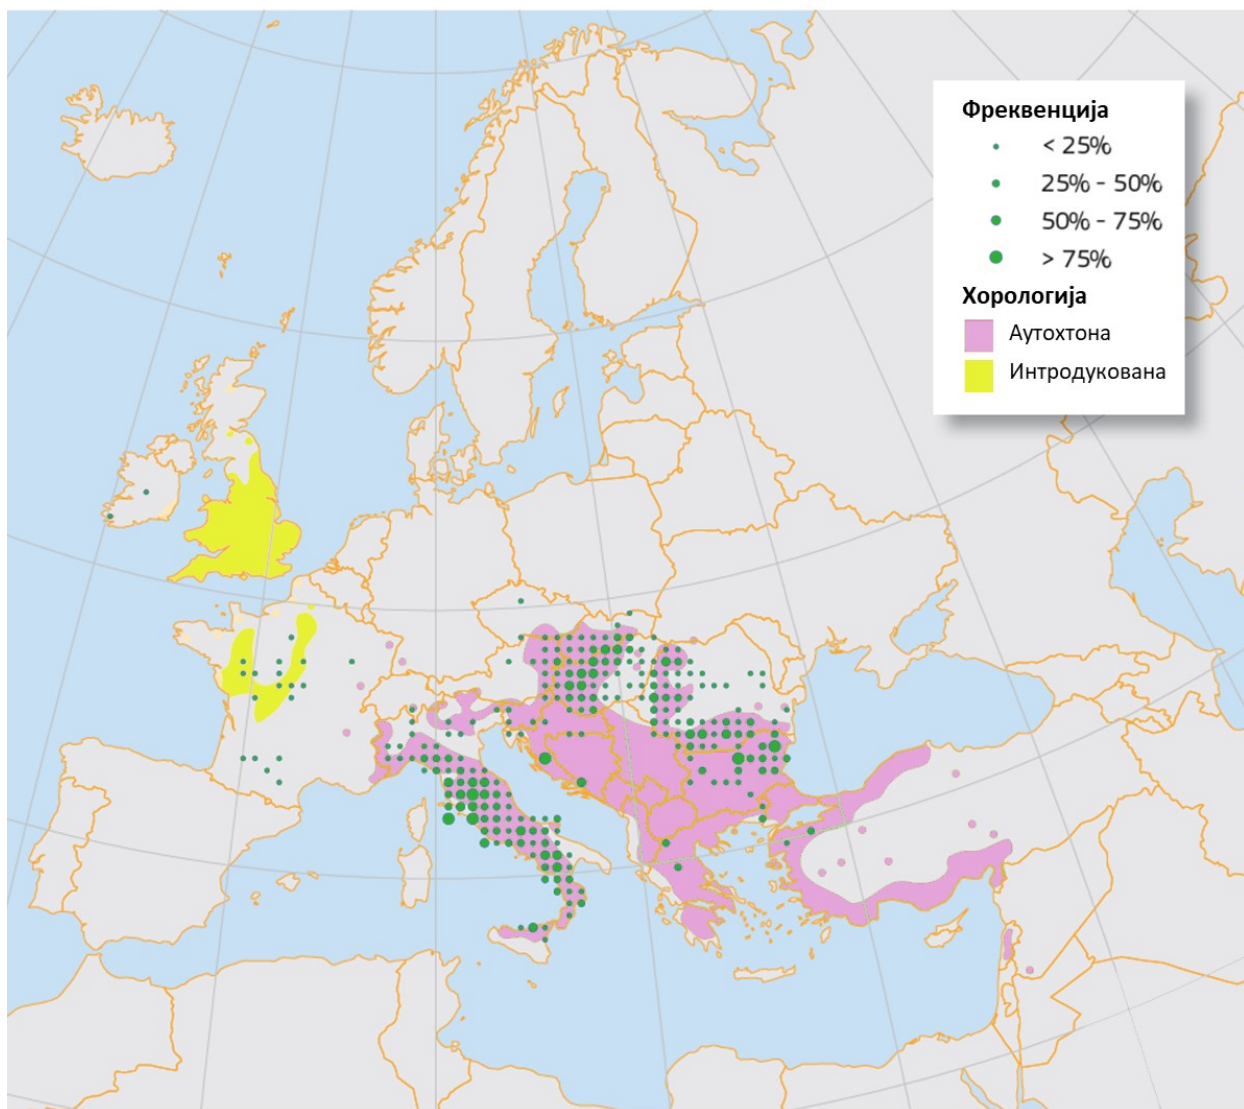 Фреквенција
< 25%
25% - 50%
50% - 75%
> 75%
Хорологија
Аутохтона
Интродукована